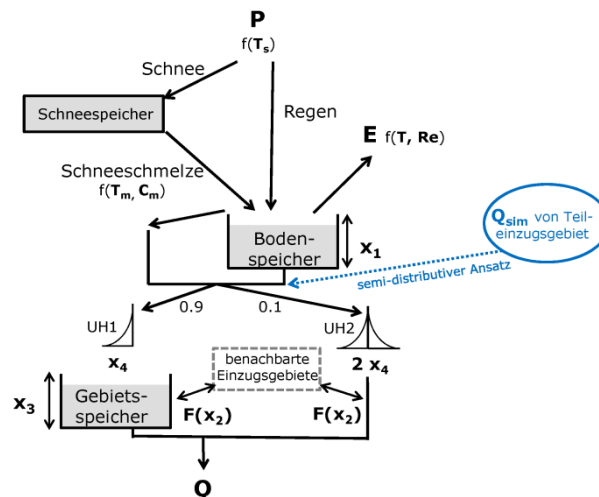 P
f(Ts)
Schnee
Schneespeicher
Regen
E f(T, Re)
Schneeschmelze
f(Tm, Cm)
Boden-
speicher
x1
Qsim von Teil-
einzugsgebiet
semi-distributiver Ansatz
0.9
0.1
UH1
UH2
x4
2 x4
benachbarte
Einzugsgebiete
x3
Gebiets-
speicher
F(x2)
F(x2)
Q